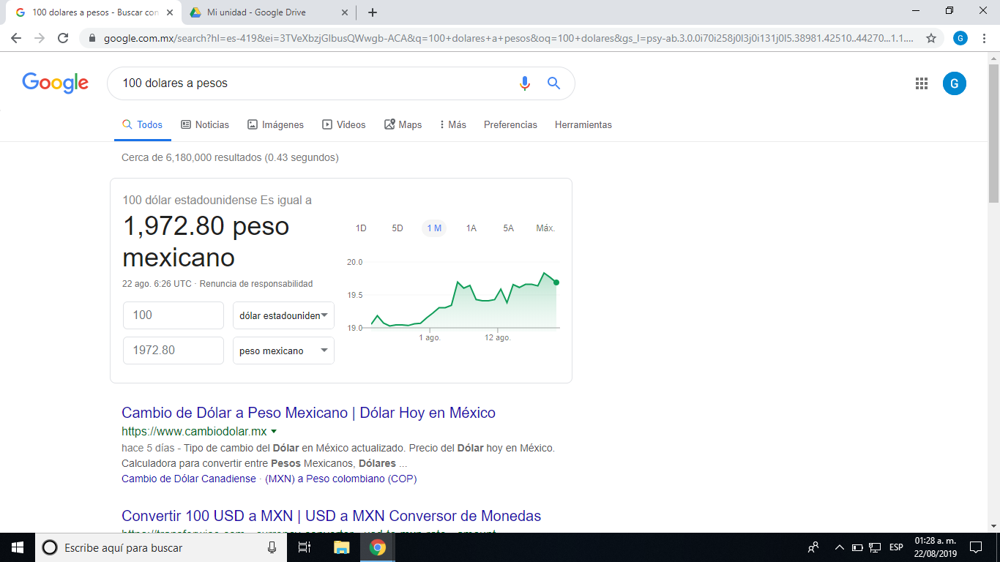 100 dolares a pesos - Buscar con
Mi unidad - Google Drive
google.com.mx/search?hl=es-419&ei=3TVeXbzjGIbusQWwgb-ACA&q=100+dolares+a+pesos&oq=100+dolares&gs_l=psy-ab.3.0.0i70i258j0l3j0i131j0l5.38981.42510..44270...1.1....
G
Google
100 dolares a pesos
G
Todos
Noticias
Imágenes
Videos
Maps
Más
Preferencias
Herramientas
Cerca de 6,180,000 resultados (0.43 segundos)
100 dólar estadounidense Es igual a
1,972.80 peso
mexicano
22 ago. 6:26 UTC · Renuncia de responsabilidad
100
dólar estadouniden
1972.80
peso mexicano
1D
5D
1 M
1A
5A
Máx.
20.0
19.5
19.0
1 ago.
12 ago.
Cambio de Dólar a Peso Mexicano | Dólar Hoy en México
https://www.cambiodolar.mx
hace 5 días - Tipo de cambio del Dólar en México actualizado. Precio del Dólar hoy en México.
Calculadora para convertir entre Pesos Mexicanos, Dólares ...
Cambio de Dólar Canadiense · (MXN) a Peso colombiano (COP)
Convertir 100 USD a MXN | USD a MXN Conversor de Monedas
Escribe aquí para buscar
ESP
01:28 a. m.
22/08/2019